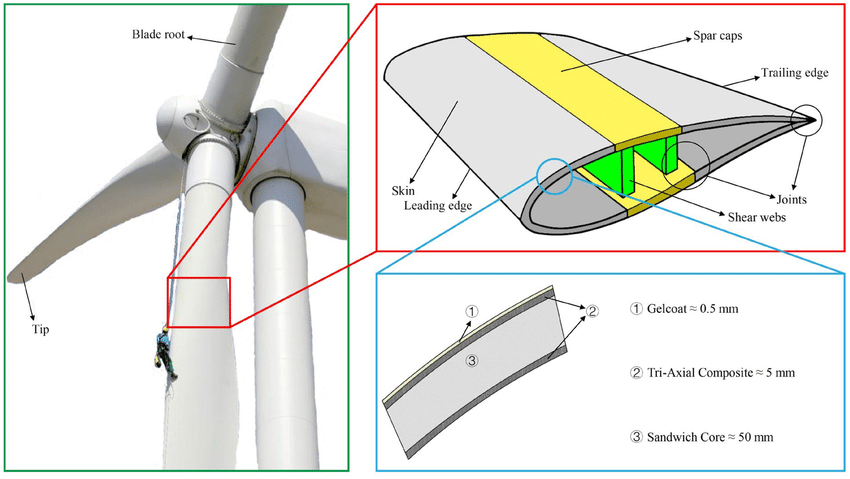 Blade root
Tip
Spar caps
Trailing edge
Skin
Leading edge
Joints
Shear webs
①
②
③
① Gelcoat ≈ 0.5 mm
② Tri-Axial Composite ≈ 5 mm
③ Sandwich Core ≈ 50 mm